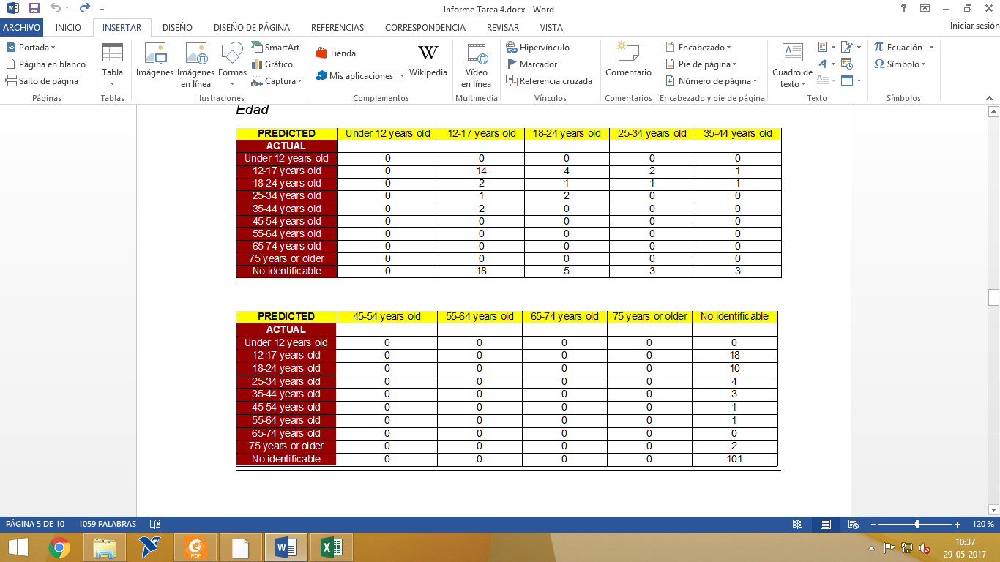 Informe Tarea 4.docx - Word
?
ARCHIVO INICIO INSERTAR DISEÑO DISEÑO DE PÁGINA REFERENCIAS CORRESPONDENCIA REVISAR VISTA Iniciar sesión
Portada
Página en blanco
Salto de página
Páginas
Tabla
Tablas
Imágenes
Imágenes en línea
Formas
SmartArt
Gráfico
Captura
Ilustraciones
Tienda
Mis aplicaciones
W
Wikipedia
Complementos
Vídeo en línea
Multimedia
Hipervínculo
Marcador
Referencia cruzada
Vínculos
Comentario
Comentarios
Encabezado
Pie de página
Número de página
Encabezado y pie de página
Cuadro de texto
Texto
π Ecuación
Ω Símbolo
Símbolos
Edad
PREDICTED Under 12 years old 12-17 years old 18-24 years old 25-34 years old 35-44 years old
ACTUAL
Under 12 years old 0 0 0 0 0
12-17 years old 0 14 4 2 1
18-24 years old 0 2 1 1 1
25-34 years old 0 1 2 0 0
35-44 years old 0 2 0 0 0
45-54 years old 0 0 0 0 0
55-64 years old 0 0 0 0 0
65-74 years old 0 0 0 0 0
75 years or older 0 0 0 0 0
No identificable 0 18 5 3 3
PREDICTED 45-54 years old 55-64 years old 65-74 years old 75 years or older No identificable
ACTUAL
Under 12 years old 0 0 0 0 0
12-17 years old 0 0 0 0 18
18-24 years old 0 0 0 0 10
25-34 years old 0 0 0 0 4
35-44 years old 0 0 0 0 3
45-54 years old 0 0 0 0 1
55-64 years old 0 0 0 0 1
65-74 years old 0 0 0 0 0
75 years or older 0 0 0 0 2
No identificable 0 0 0 0 101
PÁGINA 5 DE 10 1059 PALABRAS 120 %
PDF
10:37
29-05-2017